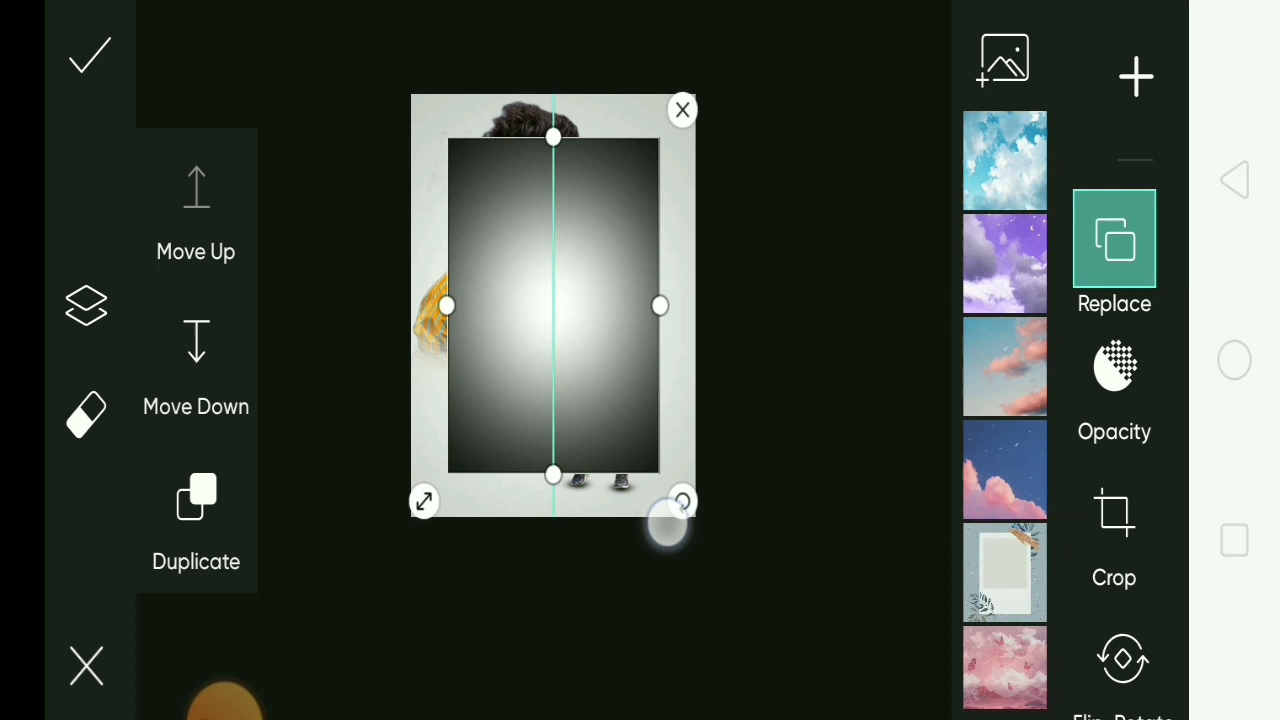 Move Up
Move Down
Duplicate
Replace
Opacity
Crop